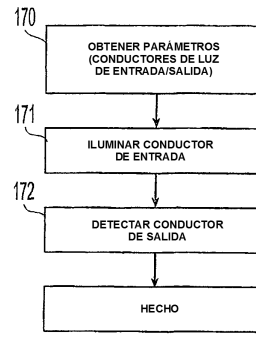 170
OBTENER PARÁMETROS
(CONDUCTORES DE LUZ
DE ENTRADA/SALIDA)
171
ILUMINAR CONDUCTOR
DE ENTRADA
172
DETECTAR CONDUCTOR
DE SALIDA
HECHO